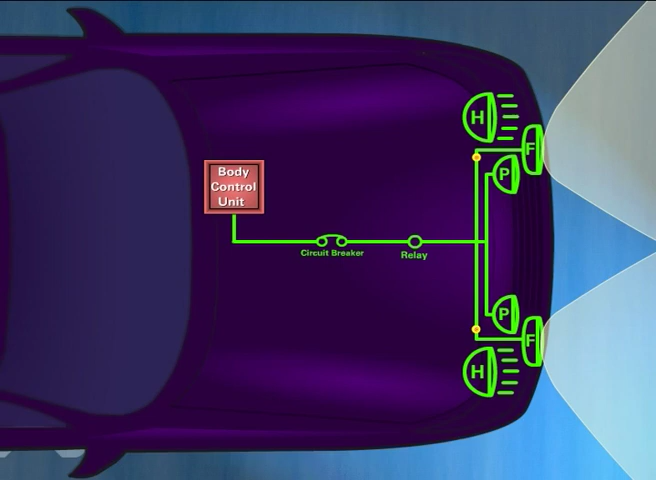 Body
Control
Unit
Circuit Breaker
Relay
H
F
P
P
F
H